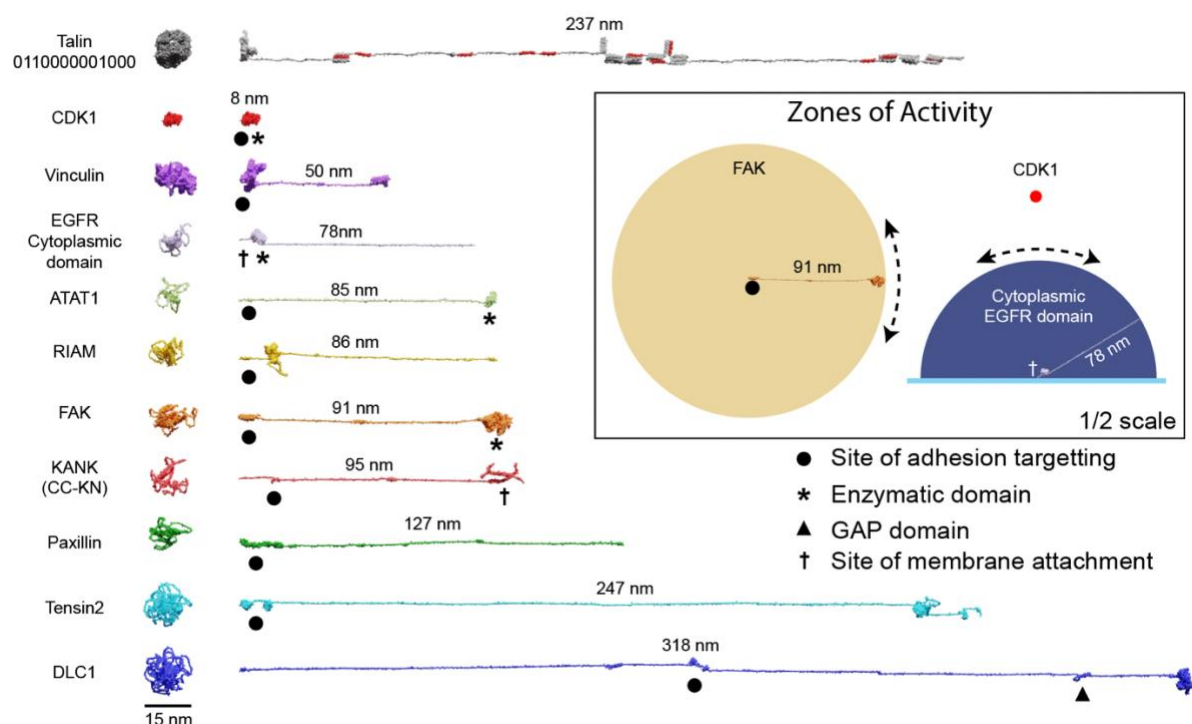 Talin
0110000001000
237 nm
CDK1
8 nm
*
Vinculin
50 nm
EGFR
Cytoplasmic
domain
78nm
† *
ATAT1
85 nm
*
RIAM
86 nm
FAK
91 nm
*
KANK
(CC-KN)
95 nm
†
Paxillin
127 nm
Tensin2
247 nm
DLC1
318 nm
15 nm
Zones of Activity
FAK
91 nm
CDK1
Cytoplasmic
EGFR domain
78 nm
†
1/2 scale
● Site of adhesion targetting
* Enzymatic domain
▲ GAP domain
† Site of membrane attachment